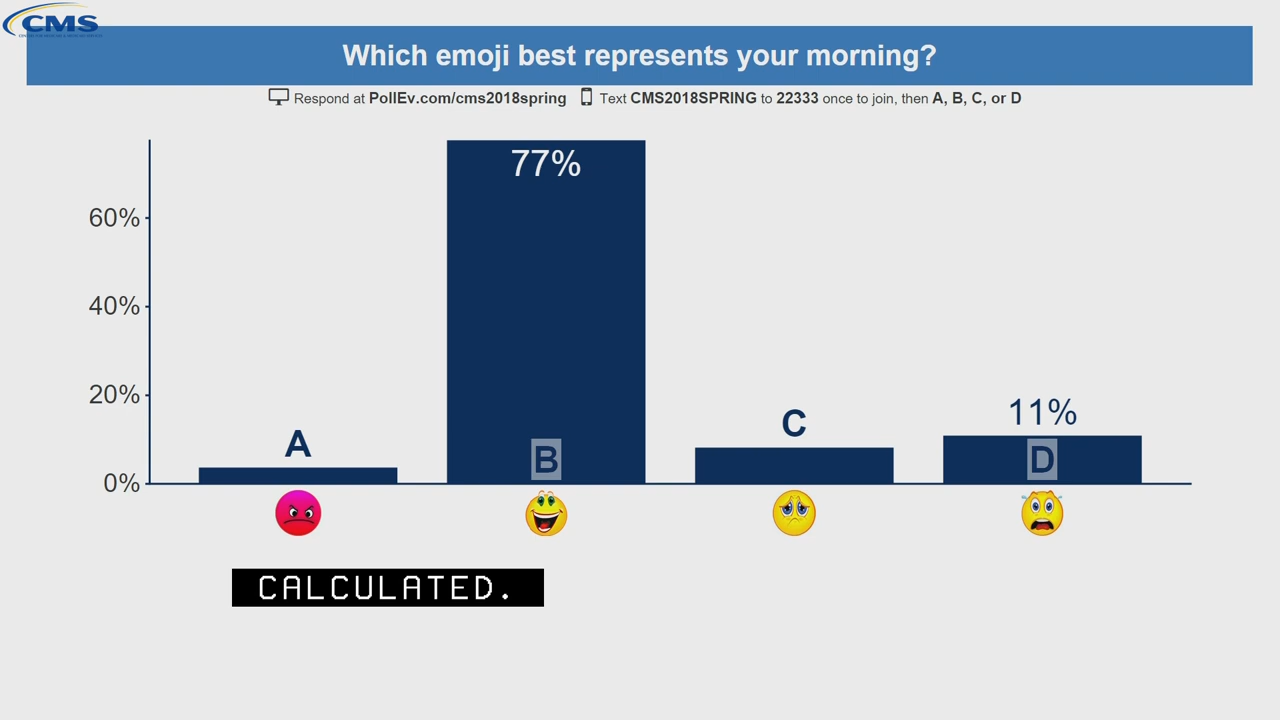 CMS
Which emoji best represents your morning?
Respond at PollEv.com/cms2018spring Text CMS2018SPRING to 22333 once to join, then A, B, C, or D
77%
60%
40%
20%
0%
11%
A
B
C
D
CALCULATED.